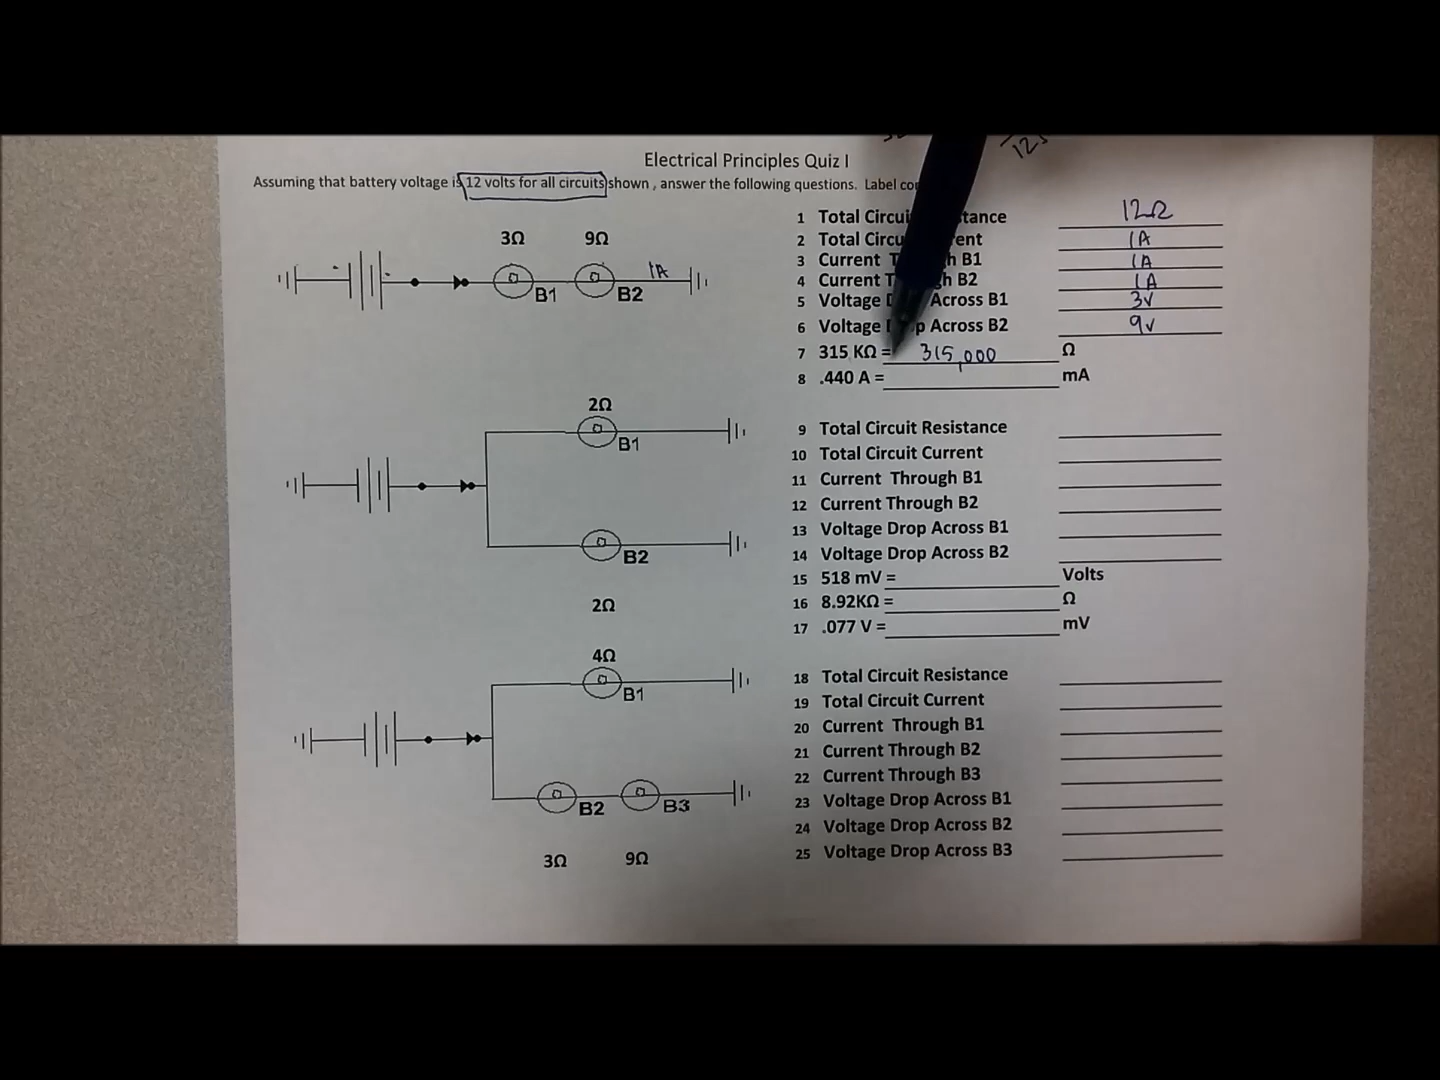 Electrical Principles Quiz I
Assuming that battery voltage is 12 volts for all circuits shown , answer the following questions. Label
3Ω 9Ω
B1 B2 1A
1 Total 12Ω
2 Total 1A
3 Current B1 1A
4 Current B2 1A
5 Voltage Across B1 3v
6 Voltage Across B2 9v
7 315 KΩ = 315,000 Ω
8 .440 A = mA
2Ω
B1
B2
2Ω
9 Total Circuit Resistance
10 Total Circuit Current
11 Current Through B1
12 Current Through B2
13 Voltage Drop Across B1
14 Voltage Drop Across B2
15 518 mV = Volts
16 8.92KΩ = Ω
17 .077 V = mV
4Ω
B1
B2 B3
3Ω 9Ω
18 Total Circuit Resistance
19 Total Circuit Current
20 Current Through B1
21 Current Through B2
22 Current Through B3
23 Voltage Drop Across B1
24 Voltage Drop Across B2
25 Voltage Drop Across B3